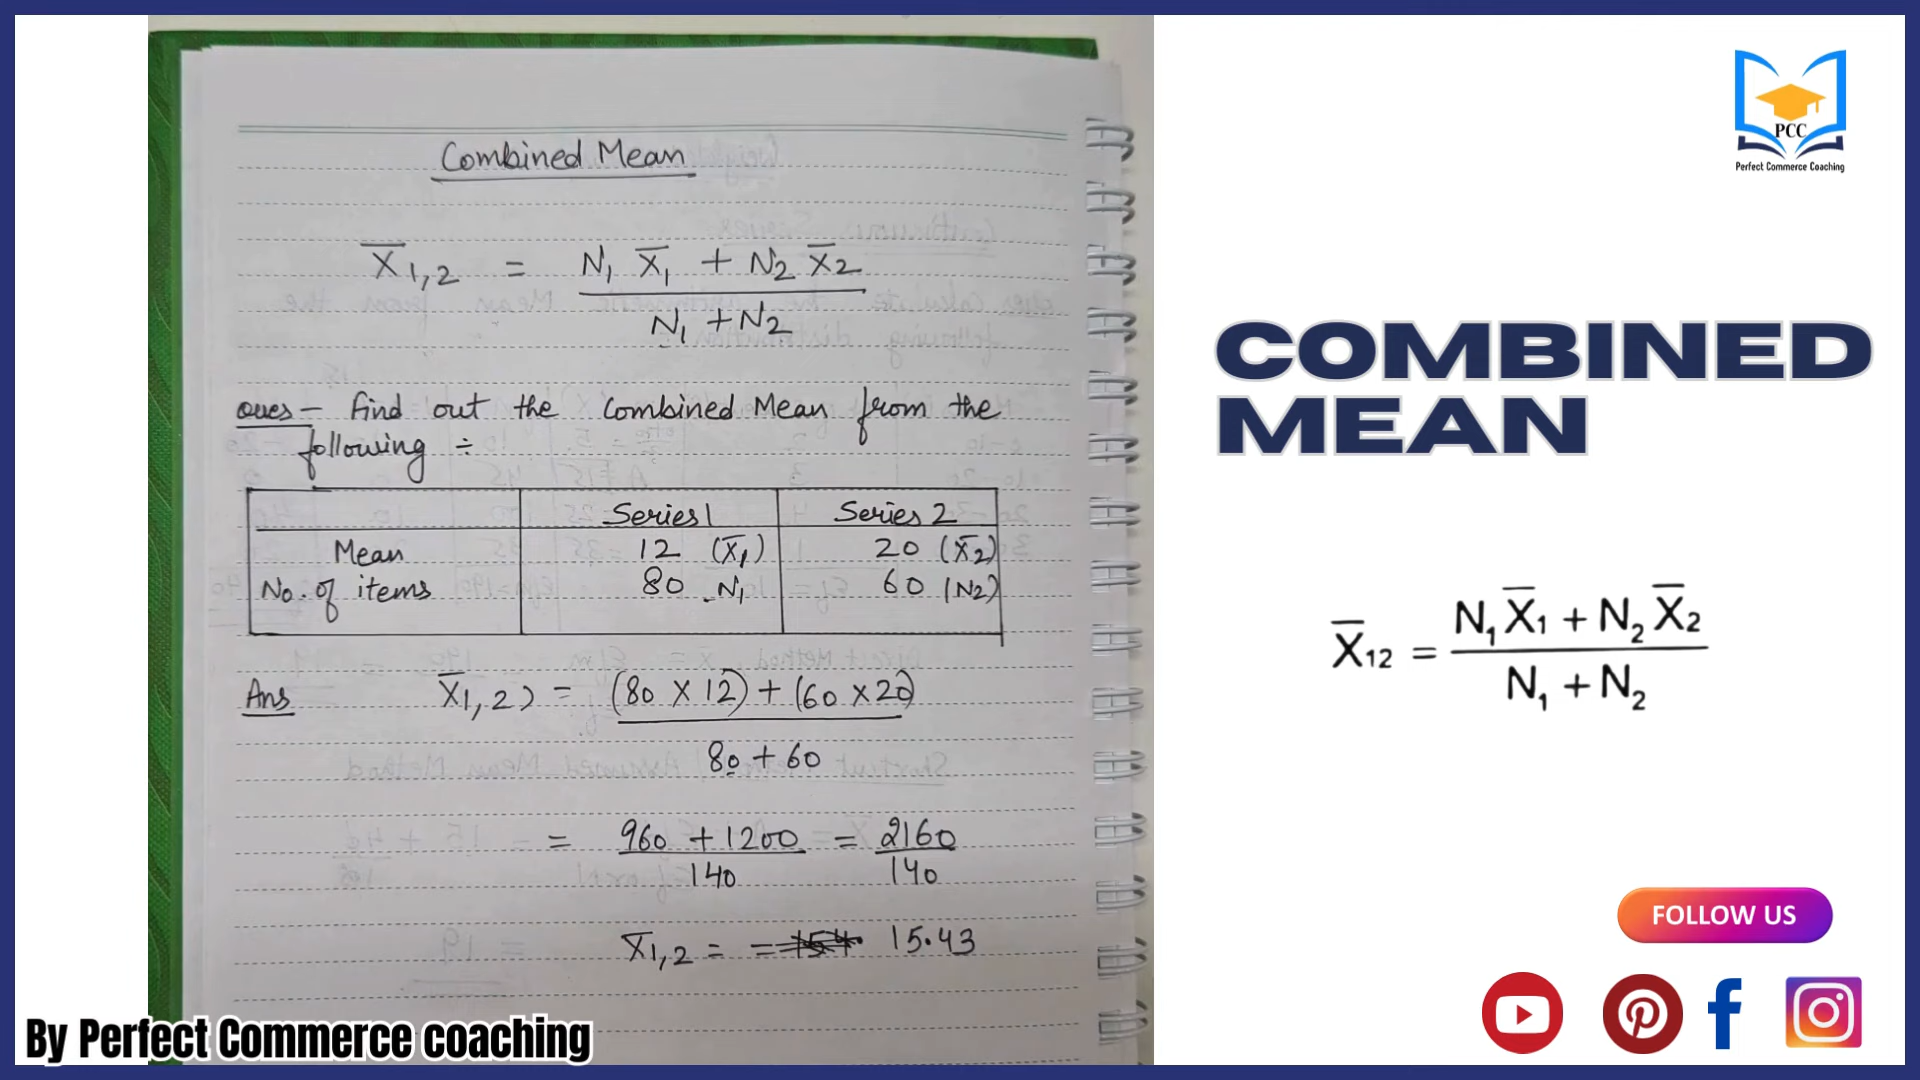 Combined Mean
X̅1,2 = N1 X̅1 + N2 X̅2
N1 + N2
Ques – Find out the Combined Mean from the
following ÷
Series 1 Series 2
Mean 12 (X̅1) 20 (X̅2)
No. of items 80 N1 60 (N2)
Ans X̅1,2) = (80 X 12) + (60 X 20)
80 + 60
= 960 + 1200 = 2160
140 140
X̅1,2 = = 15.43
By Perfect Commerce coaching
PCC
Perfect Commerce Coaching
COMBINED
MEAN
X̅12 = N1X̅1 + N2X̅2
N1 + N2
FOLLOW US